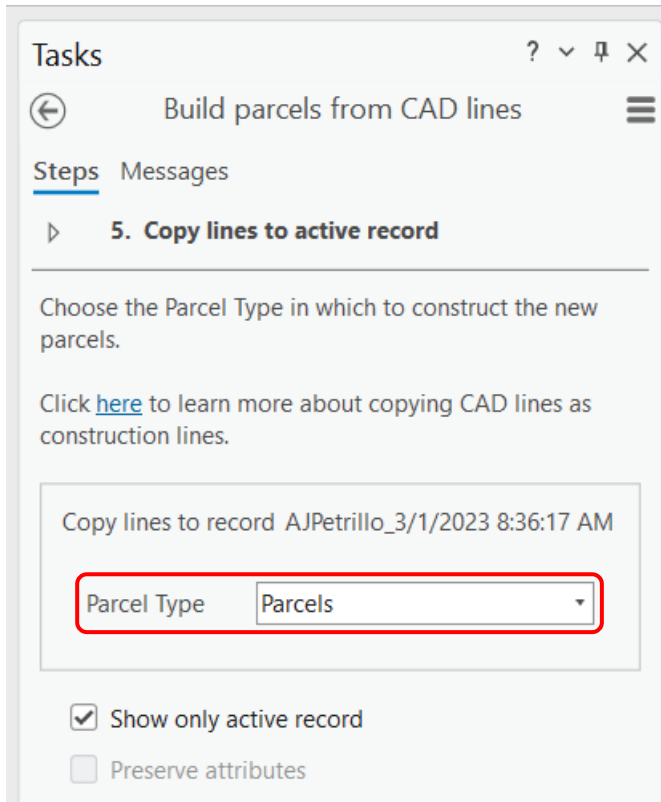 Tasks ?
Build parcels from CAD lines
Steps Messages
5. Copy lines to active record
Choose the Parcel Type in which to construct the new
parcels.
Click here to learn more about copying CAD lines as
construction lines.
Copy lines to record AJPetrillo_3/1/2023 8:36:17 AM
Parcel Type Parcels
Show only active record
Preserve attributes